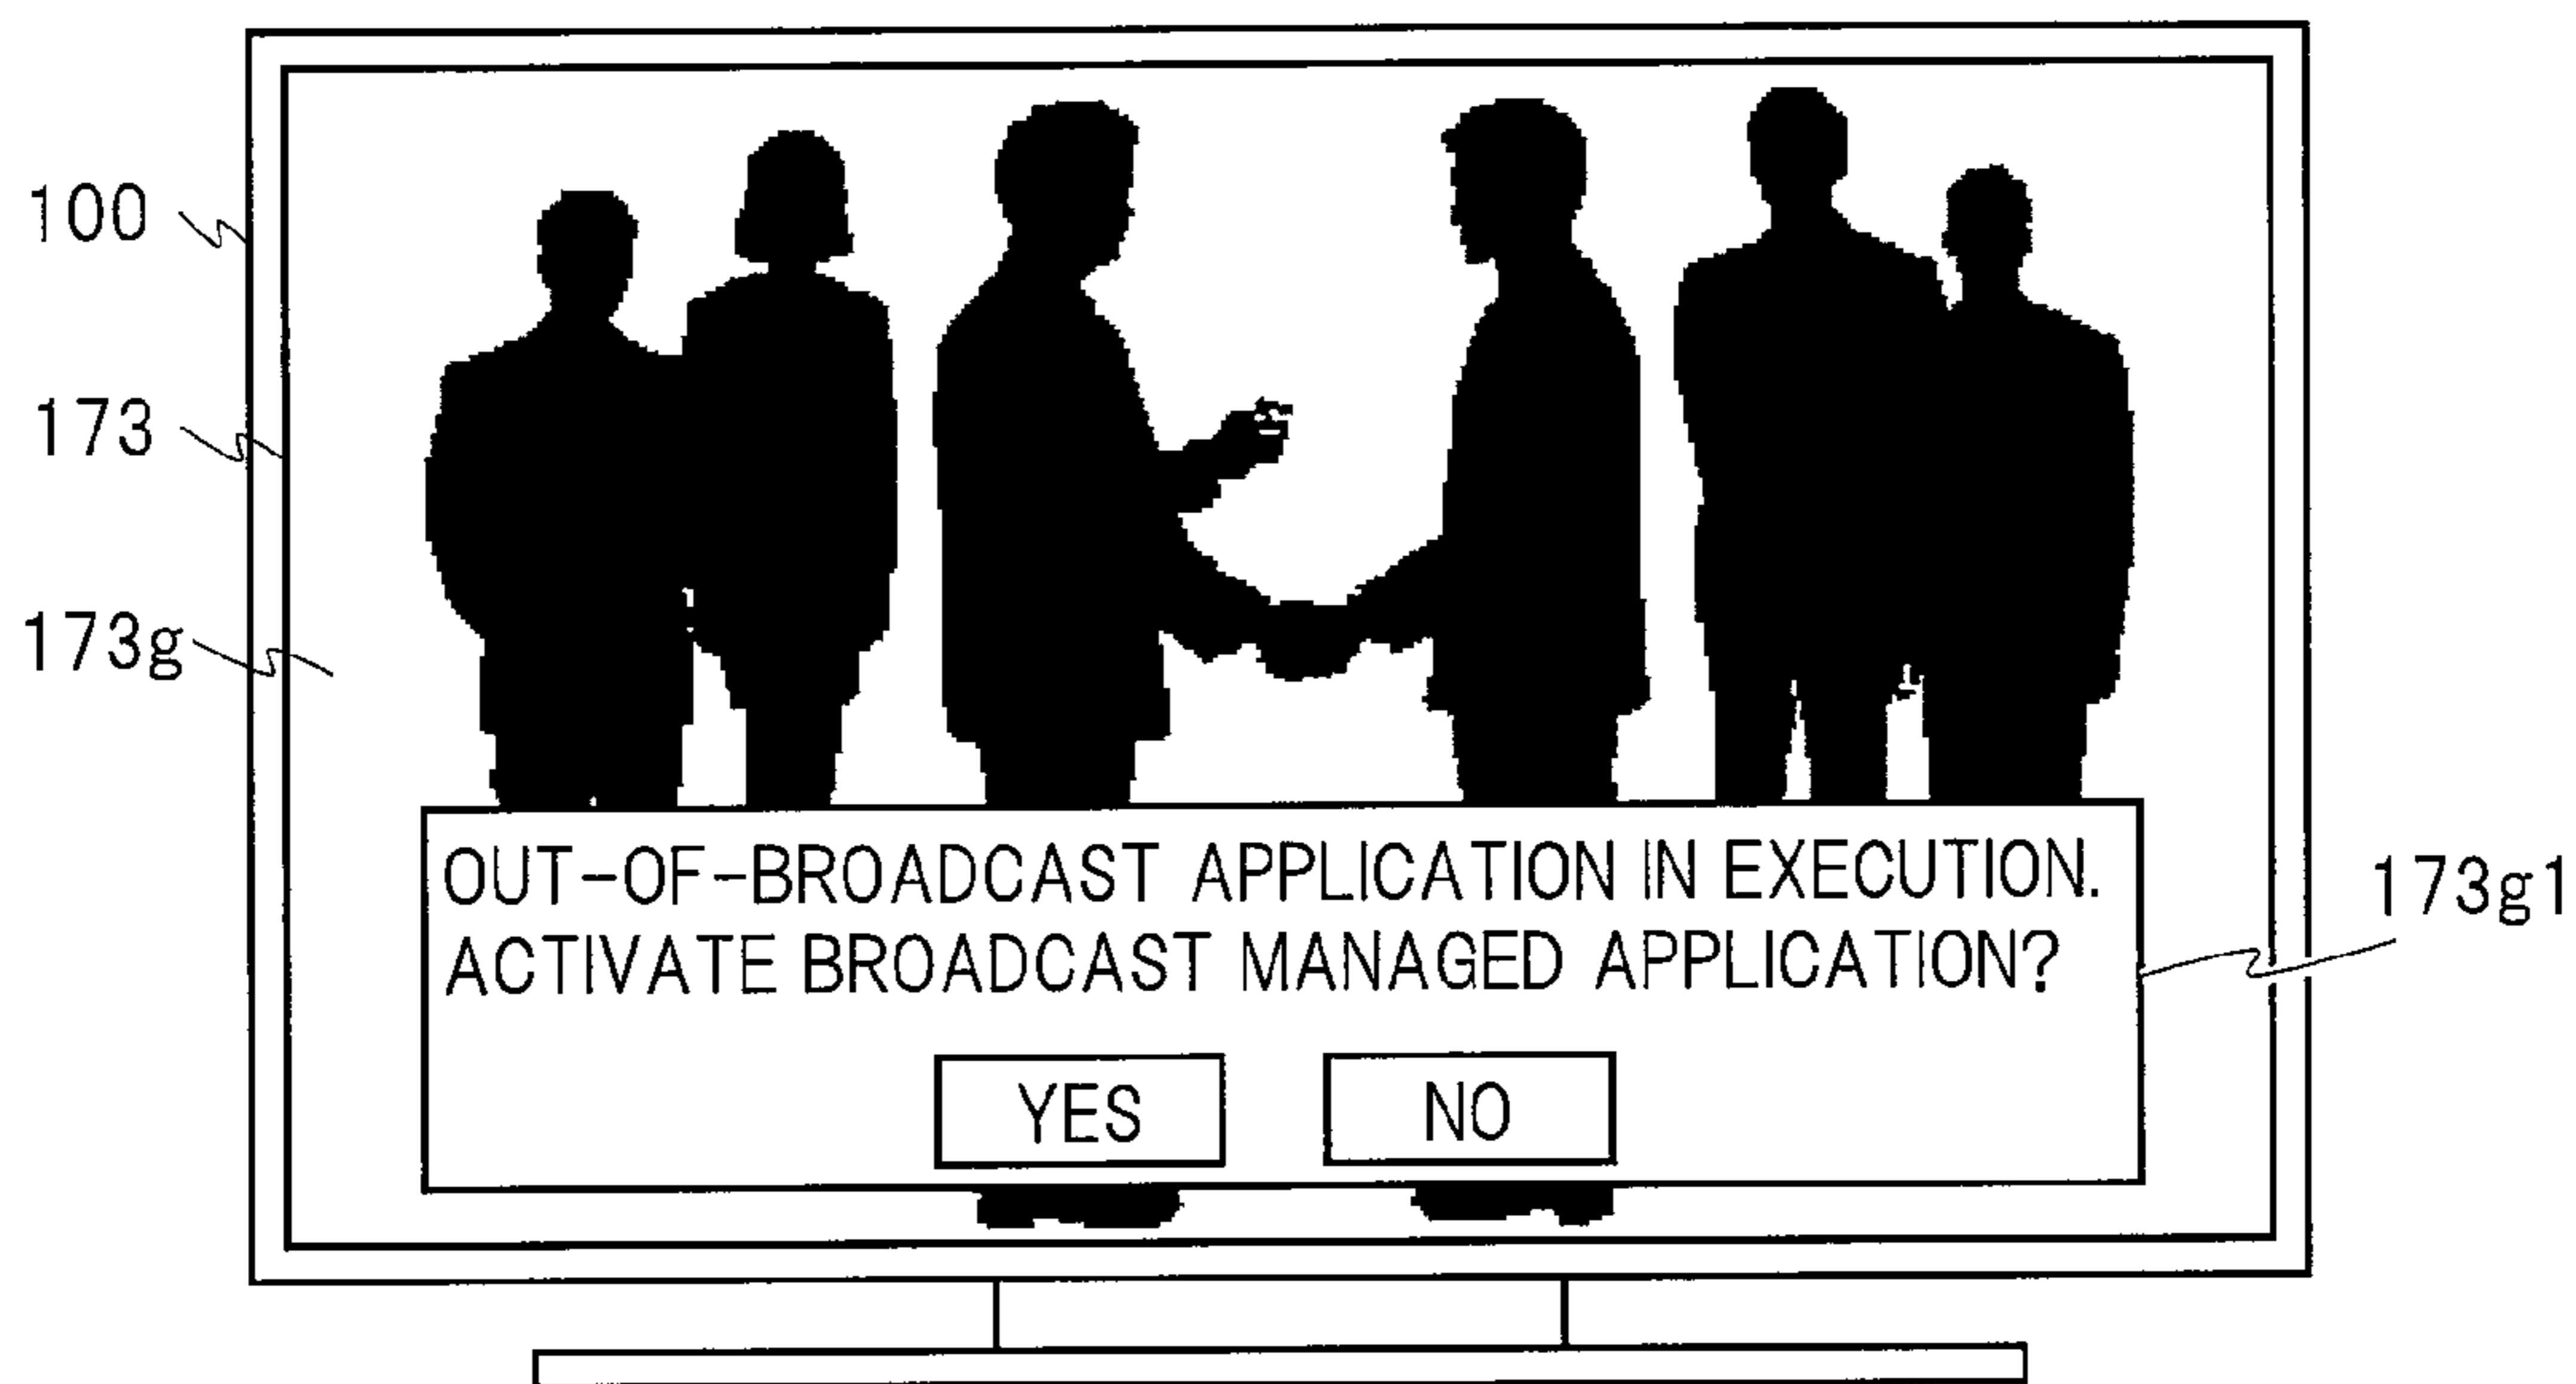 100
173
173g
OUT-OF-BROADCAST APPLICATION IN EXECUTION.
ACTIVATE BROADCAST MANAGED APPLICATION?
173g1
YES NO